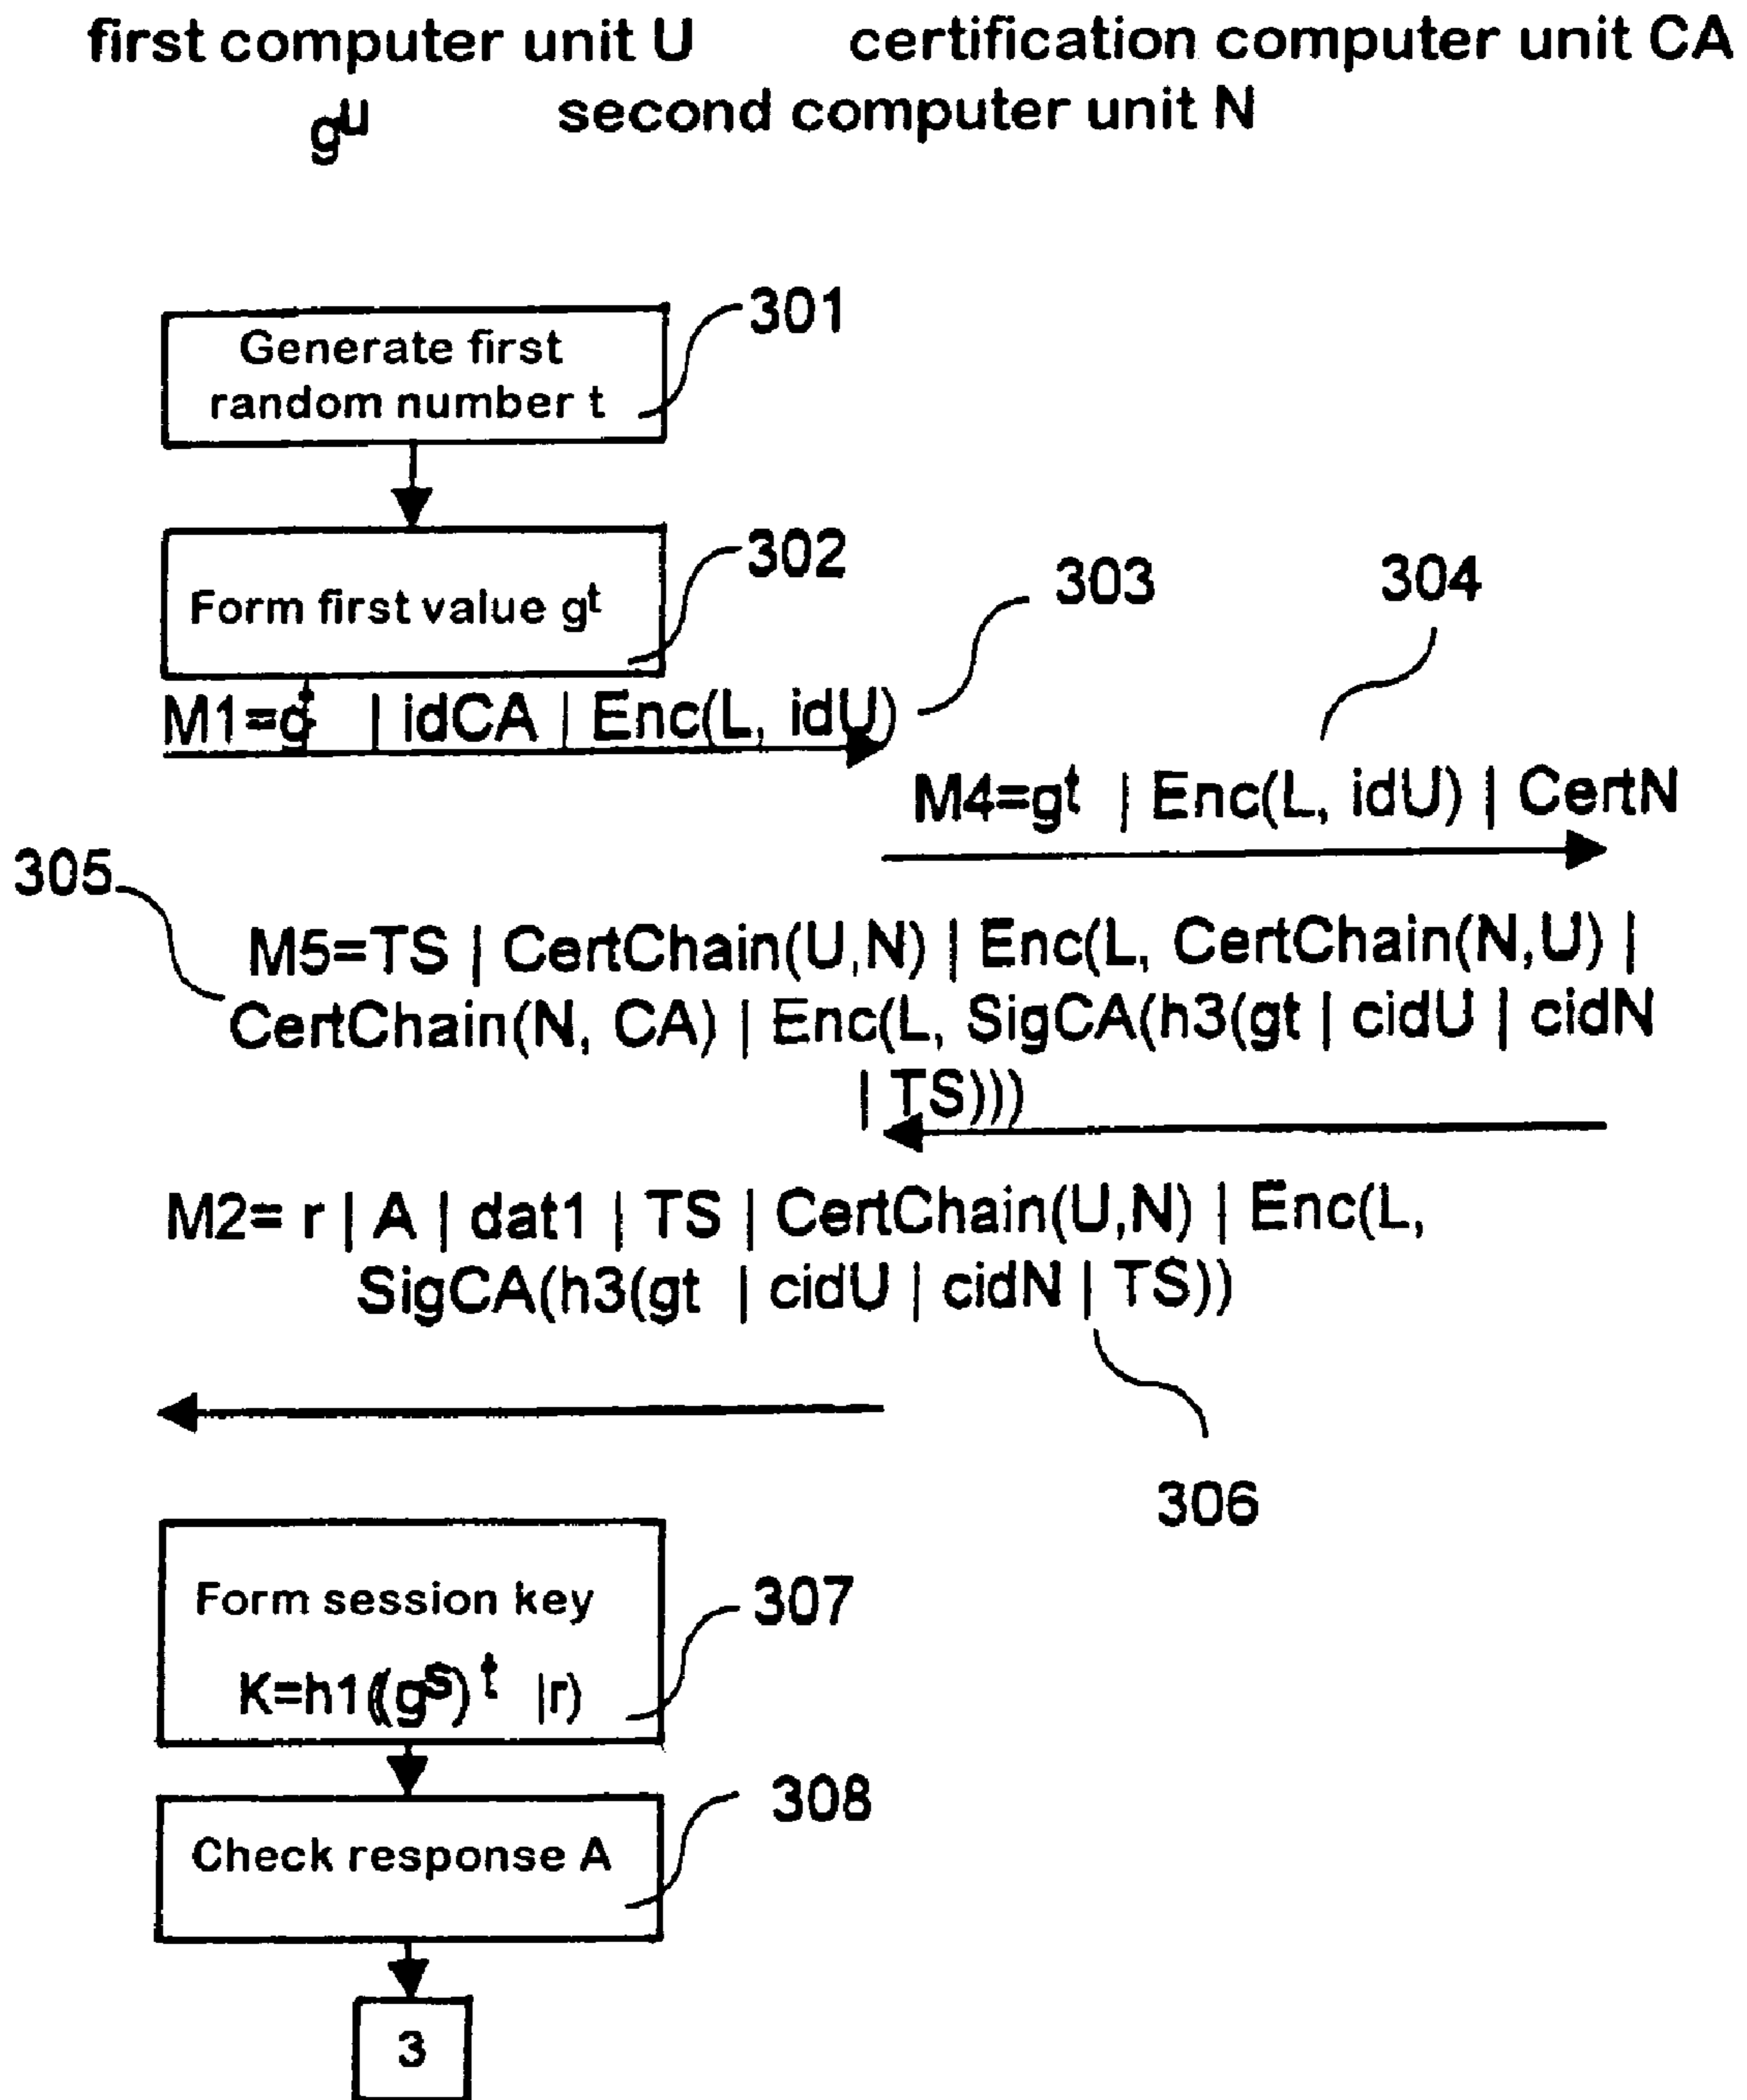 first computer unit U certification computer unit CA
g^u second computer unit N
301
Generate first
random number t
302
Form first value g^t
303
304
M1=g^t | idCA | Enc(L, idU)
M4=g^t | Enc(L, idU) | CertN
305
M5=TS | CertChain(U,N) | Enc(L, CertChain(N,U) |
CertChain(N, CA) | Enc(L, SigCA(h3(gt | cidU | cidN
| TS)))
M2= r | A | dat1 | TS | CertChain(U,N) | Enc(L,
SigCA(h3(gt | cidU | cidN | TS))
306
Form session key
307
K=h1((g^s)^t |r)
308
Check response A
3